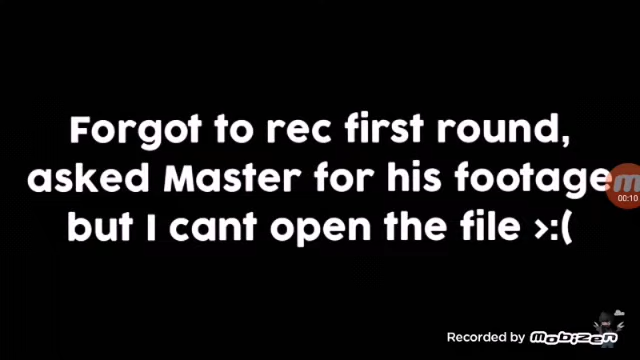 Forgot to rec first round,
asked Master for his footage
but I cant open the file >:(
00:10
Recorded by Mobizen